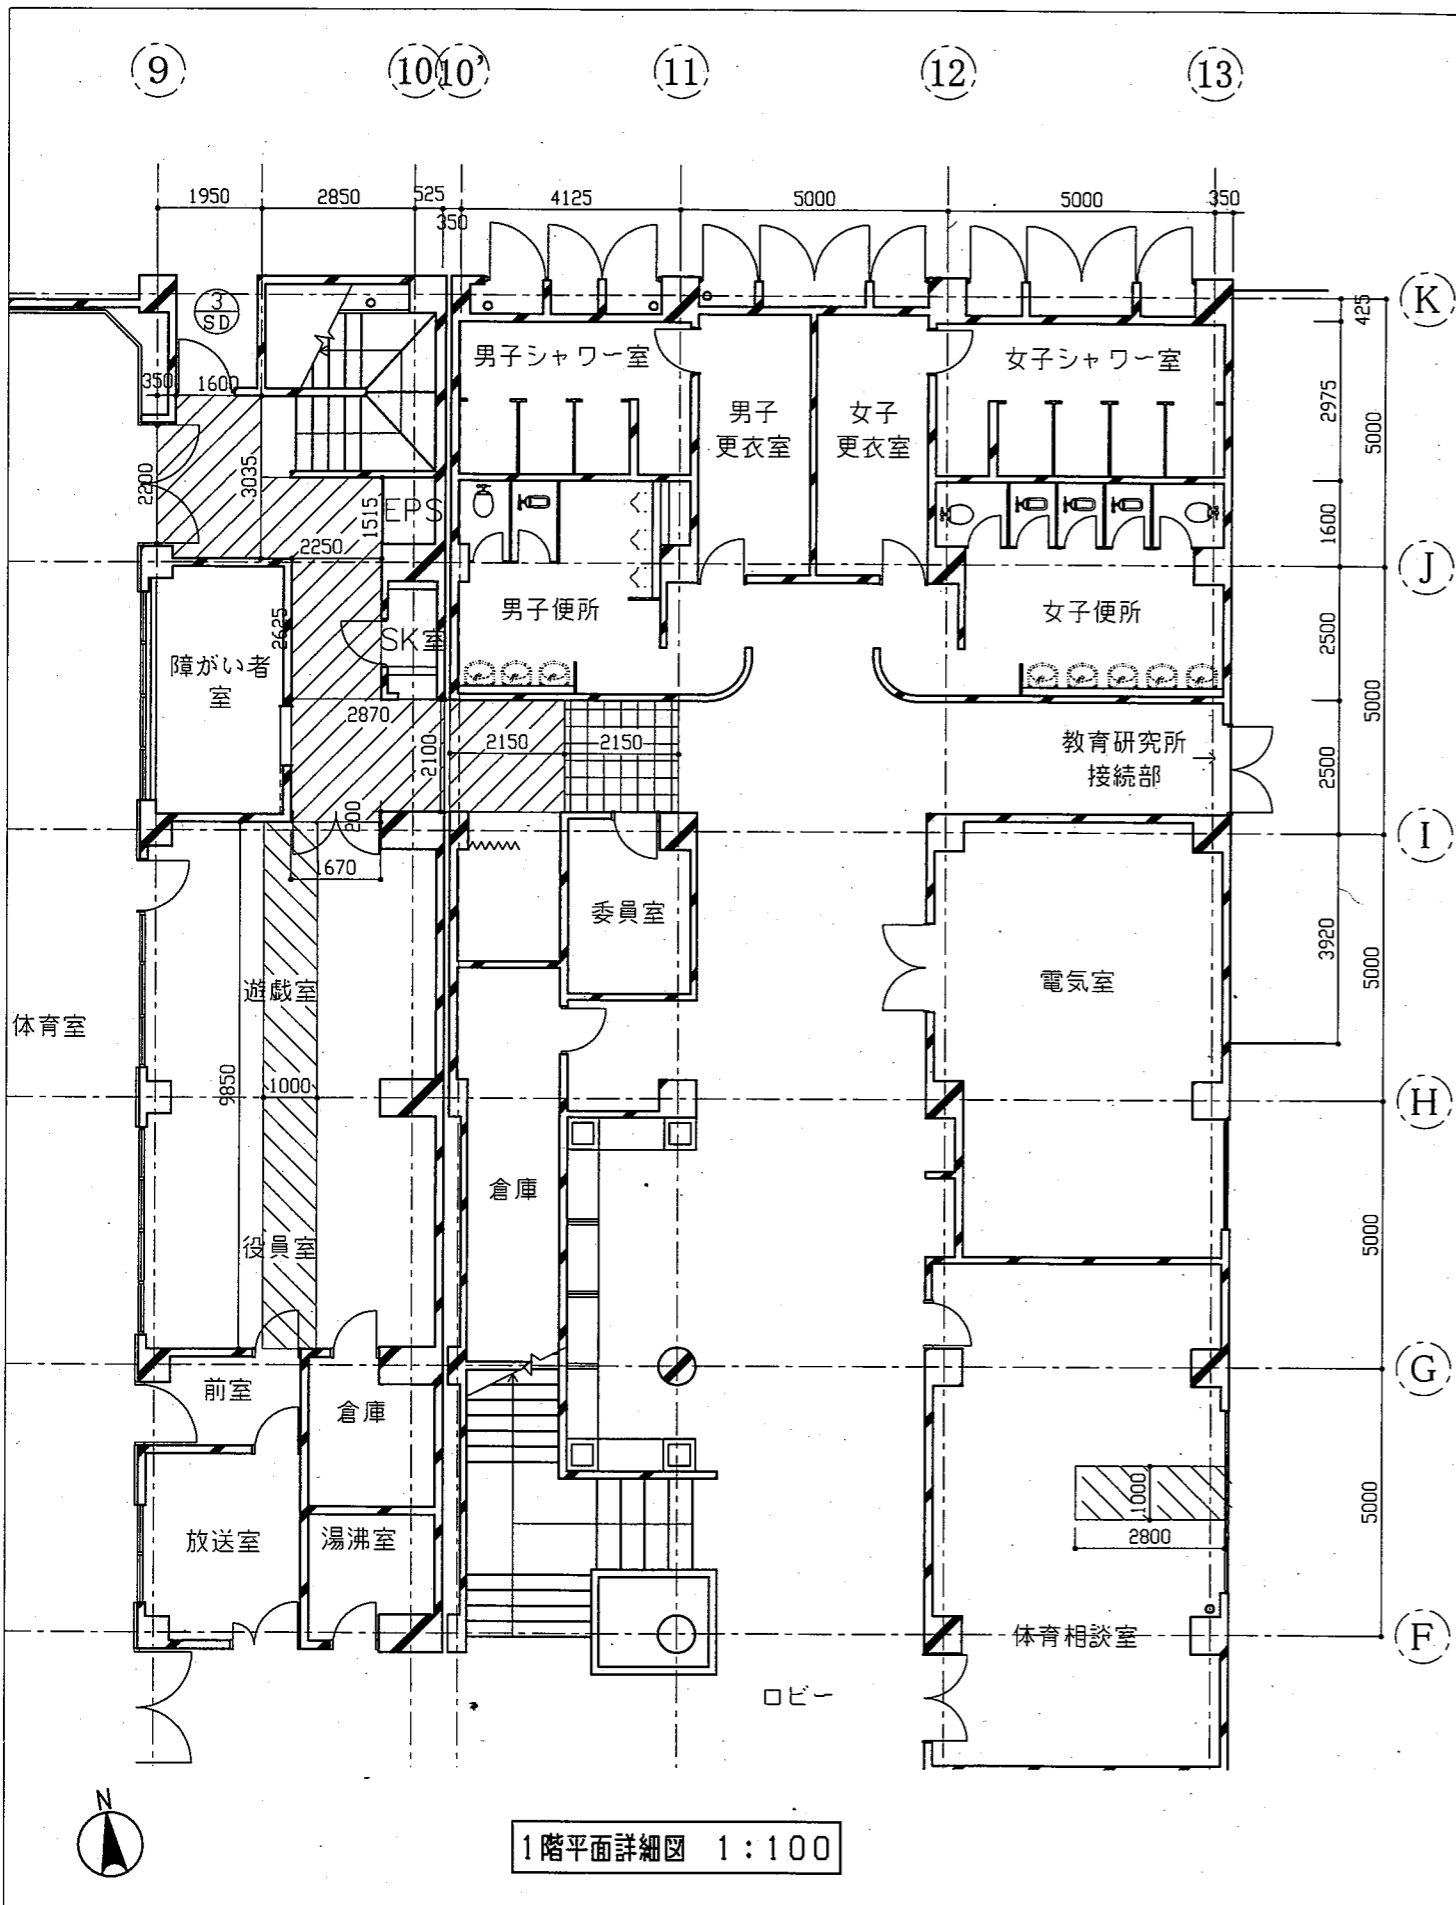 9
10
10'
11
12
13
1950
2850
525
350
4125
5000
5000
350
K
3
SD
425
男子シャワー室
女子シャワー室
350
1600
男子
更衣室
女子
更衣室
2975
5000
2200
3035
1515
EPS
2250
1600
J
男子便所
女子便所
2625
SK室
障がい者
室
2500
5000
2870
2100
2150
2150
教育研究所
接続部
2500
200
I
1670
委員室
3920
遊戯室
電気室
5000
体育室
9850
1000
H
倉庫
5000
役員室
G
前室
倉庫
1000
5000
放送室
湯沸室
2800
体育相談室
F
ロビー
N
1階平面詳細図 1:100